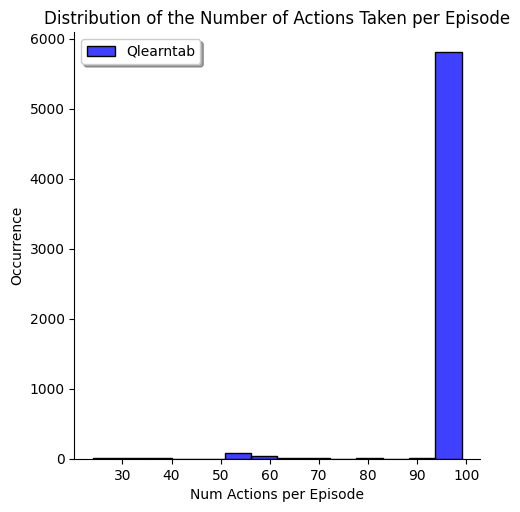 Distribution of the Number of Actions Taken per Episode
Qlearntab
6000
5000
4000
3000
2000
1000
0
Occurrence
30 40 50 60 70 80 90 100
Num Actions per Episode